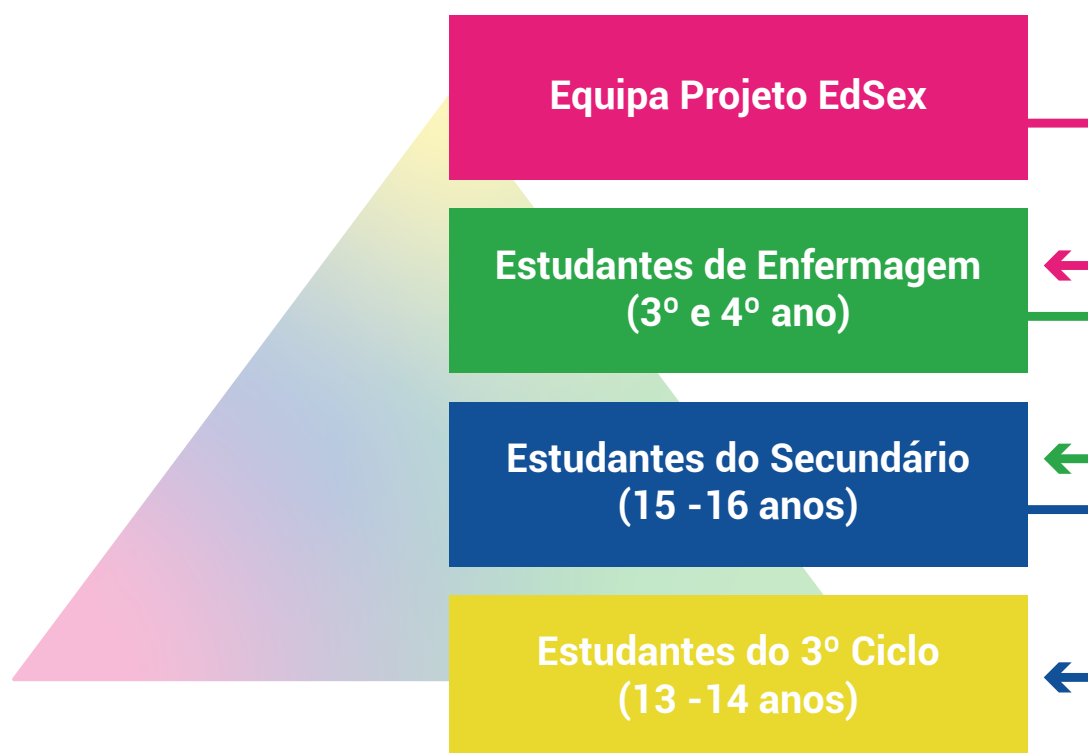 Equipa Projeto EdSex
Estudantes de Enfermagem
(3º e 4º ano)
Estudantes do Secundário
(15 -16 anos)
Estudantes do 3º Ciclo
(13 -14 anos)